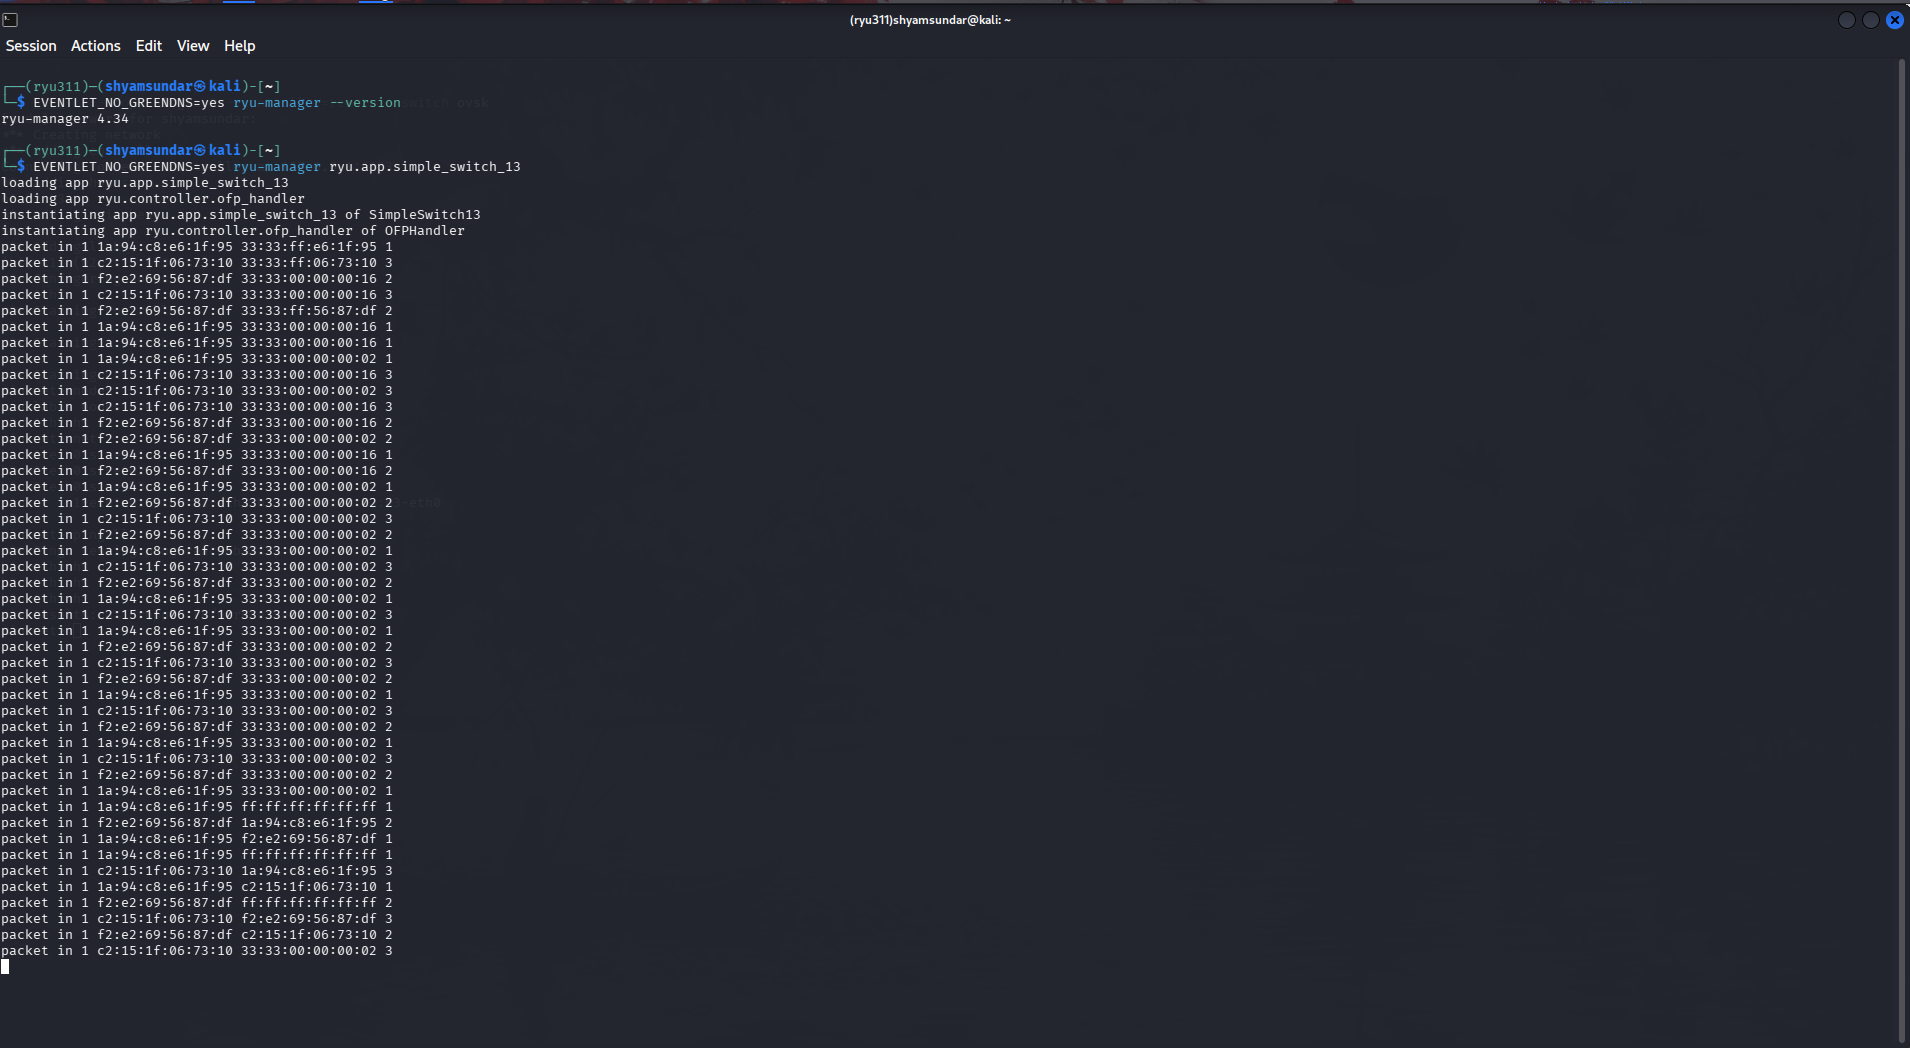 (ryu311)shyamsundar@kali: ~
Session Actions Edit View Help
┌──(ryu311)─(shyamsundar㉿kali)-[~]
└─$ EVENTLET_NO_GREENDNS=yes ryu-manager --version
ryu-manager 4.34
┌──(ryu311)─(shyamsundar㉿kali)-[~]
└─$ EVENTLET_NO_GREENDNS=yes ryu-manager ryu.app.simple_switch_13
loading app ryu.app.simple_switch_13
loading app ryu.controller.ofp_handler
instantiating app ryu.app.simple_switch_13 of SimpleSwitch13
instantiating app ryu.controller.ofp_handler of OFPHandler
packet in 1 1a:94:c8:e6:1f:95 33:33:ff:e6:1f:95 1
packet in 1 c2:15:1f:06:73:10 33:33:ff:06:73:10 3
packet in 1 f2:e2:69:56:87:df 33:33:00:00:00:16 2
packet in 1 c2:15:1f:06:73:10 33:33:00:00:00:16 3
packet in 1 f2:e2:69:56:87:df 33:33:ff:56:87:df 2
packet in 1 1a:94:c8:e6:1f:95 33:33:00:00:00:16 1
packet in 1 1a:94:c8:e6:1f:95 33:33:00:00:00:16 1
packet in 1 1a:94:c8:e6:1f:95 33:33:00:00:00:02 1
packet in 1 c2:15:1f:06:73:10 33:33:00:00:00:16 3
packet in 1 c2:15:1f:06:73:10 33:33:00:00:00:02 3
packet in 1 c2:15:1f:06:73:10 33:33:00:00:00:16 3
packet in 1 f2:e2:69:56:87:df 33:33:00:00:00:16 2
packet in 1 f2:e2:69:56:87:df 33:33:00:00:00:02 2
packet in 1 1a:94:c8:e6:1f:95 33:33:00:00:00:16 1
packet in 1 f2:e2:69:56:87:df 33:33:00:00:00:16 2
packet in 1 1a:94:c8:e6:1f:95 33:33:00:00:00:02 1
packet in 1 f2:e2:69:56:87:df 33:33:00:00:00:02 2
packet in 1 c2:15:1f:06:73:10 33:33:00:00:00:02 3
packet in 1 f2:e2:69:56:87:df 33:33:00:00:00:02 2
packet in 1 1a:94:c8:e6:1f:95 33:33:00:00:00:02 1
packet in 1 c2:15:1f:06:73:10 33:33:00:00:00:02 3
packet in 1 f2:e2:69:56:87:df 33:33:00:00:00:02 2
packet in 1 1a:94:c8:e6:1f:95 33:33:00:00:00:02 1
packet in 1 c2:15:1f:06:73:10 33:33:00:00:00:02 3
packet in 1 1a:94:c8:e6:1f:95 33:33:00:00:00:02 1
packet in 1 f2:e2:69:56:87:df 33:33:00:00:00:02 2
packet in 1 c2:15:1f:06:73:10 33:33:00:00:00:02 3
packet in 1 f2:e2:69:56:87:df 33:33:00:00:00:02 2
packet in 1 1a:94:c8:e6:1f:95 33:33:00:00:00:02 1
packet in 1 c2:15:1f:06:73:10 33:33:00:00:00:02 3
packet in 1 f2:e2:69:56:87:df 33:33:00:00:00:02 2
packet in 1 1a:94:c8:e6:1f:95 33:33:00:00:00:02 1
packet in 1 c2:15:1f:06:73:10 33:33:00:00:00:02 3
packet in 1 f2:e2:69:56:87:df 33:33:00:00:00:02 2
packet in 1 1a:94:c8:e6:1f:95 33:33:00:00:00:02 1
packet in 1 1a:94:c8:e6:1f:95 ff:ff:ff:ff:ff:ff 1
packet in 1 f2:e2:69:56:87:df 1a:94:c8:e6:1f:95 2
packet in 1 1a:94:c8:e6:1f:95 f2:e2:69:56:87:df 1
packet in 1 1a:94:c8:e6:1f:95 ff:ff:ff:ff:ff:ff 1
packet in 1 c2:15:1f:06:73:10 1a:94:c8:e6:1f:95 3
packet in 1 1a:94:c8:e6:1f:95 c2:15:1f:06:73:10 1
packet in 1 f2:e2:69:56:87:df ff:ff:ff:ff:ff:ff 2
packet in 1 c2:15:1f:06:73:10 f2:e2:69:56:87:df 3
packet in 1 f2:e2:69:56:87:df c2:15:1f:06:73:10 2
packet in 1 c2:15:1f:06:73:10 33:33:00:00:00:02 3